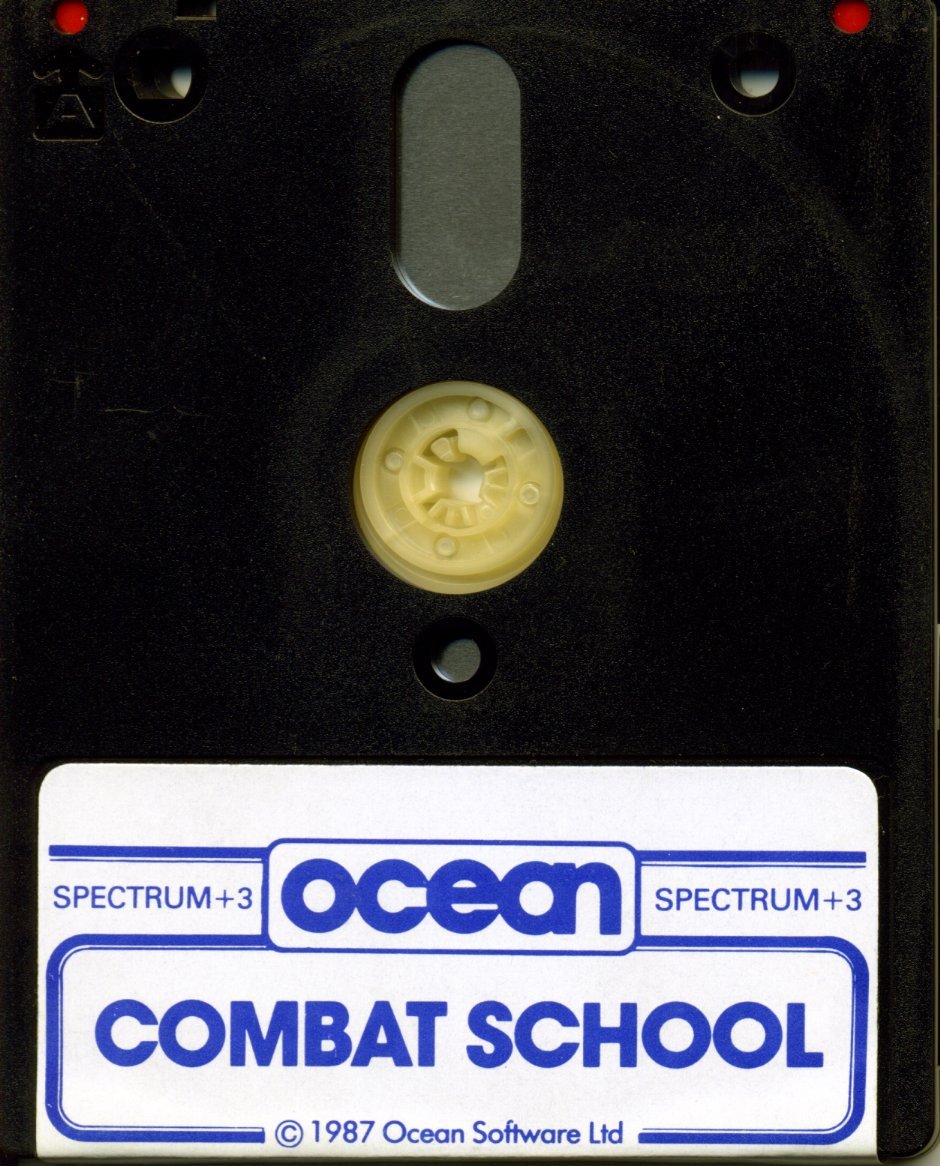 A
SPECTRUM+3 ocean SPECTRUM+3
COMBAT SCHOOL
© 1987 Ocean Software Ltd